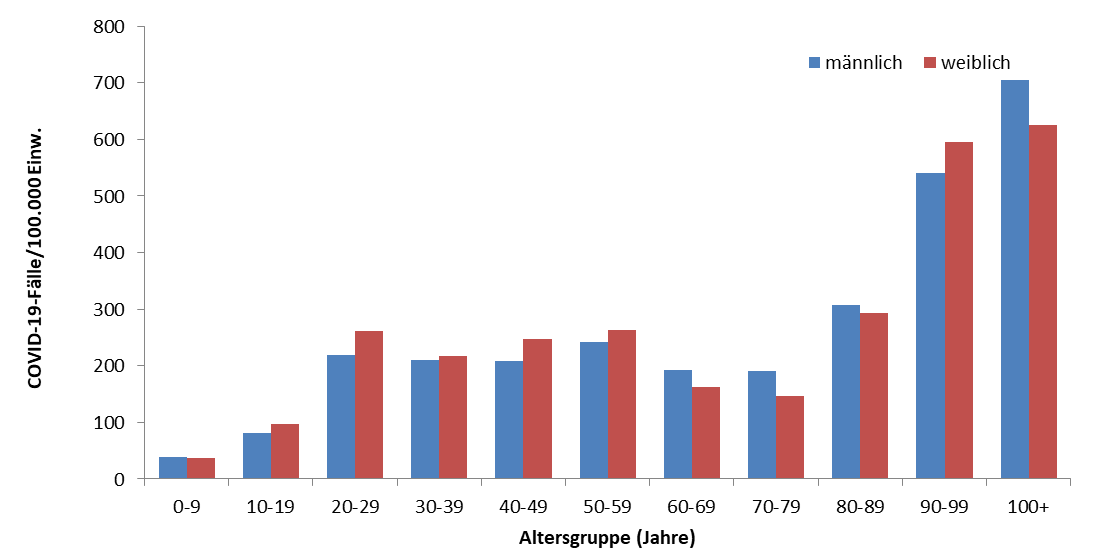 800
700
600
500
400
300
200
100
0
COVID-19-Fälle/100.000 Einw.
männlich weiblich
0-9 10-19 20-29 30-39 40-49 50-59 60-69 70-79 80-89 90-99 100+
Altersgruppe (Jahre)